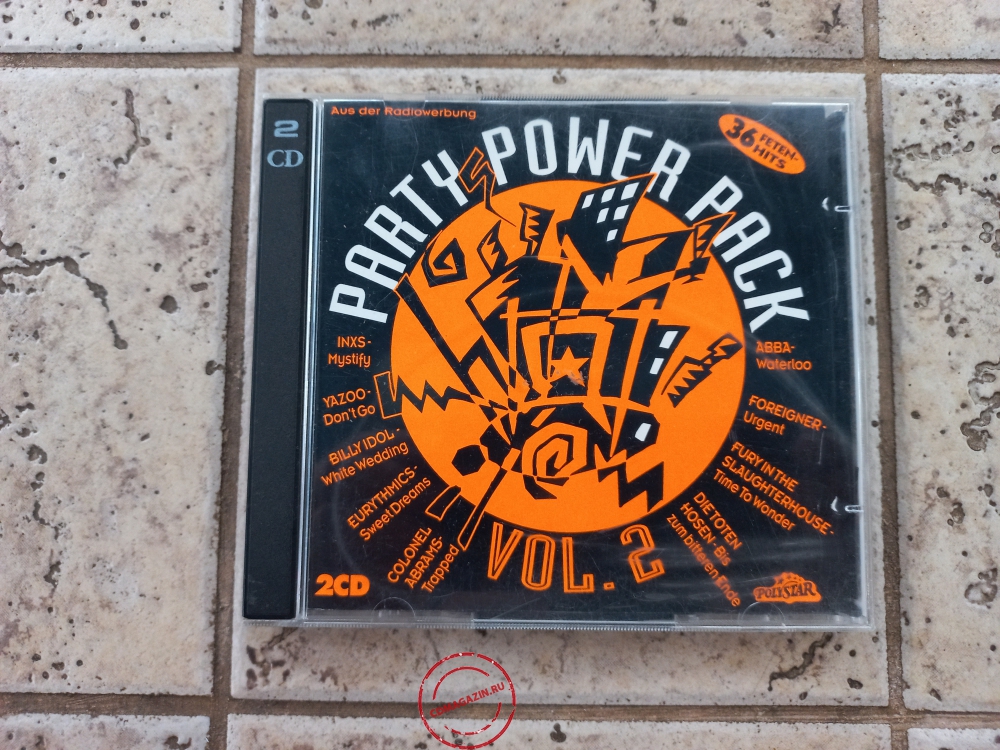 2
CD
Aus der Radiowerbung
36 FETEN-
HITS
PARTY POWER PACK
INXS-
Mystify
YAZOO-
Don't Go
BILLY IDOL-
White Wedding
EURYTHMICS-
Sweet Dreams
COLONEL
ABRAMS-
Trapped
ABBA-
Waterloo
FOREIGNER-
Urgent
FURY IN THE
SLAUGHTERHOUSE-
Time To Wonder
DIE TOTEN
HOSEN- Bis
zum bitteren Ende
VOL. 2
2CD
POLYSTAR
CDMAGAZIN.RU